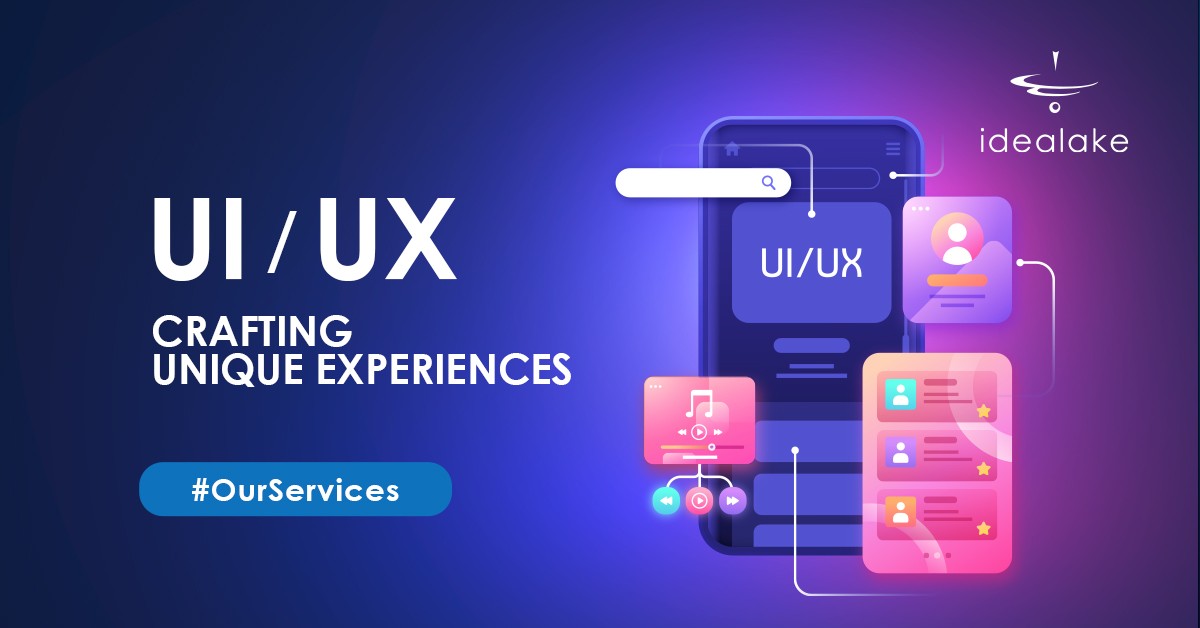 idealake
UI / UX
CRAFTING
UNIQUE EXPERIENCES
#OurServices
UI/UX